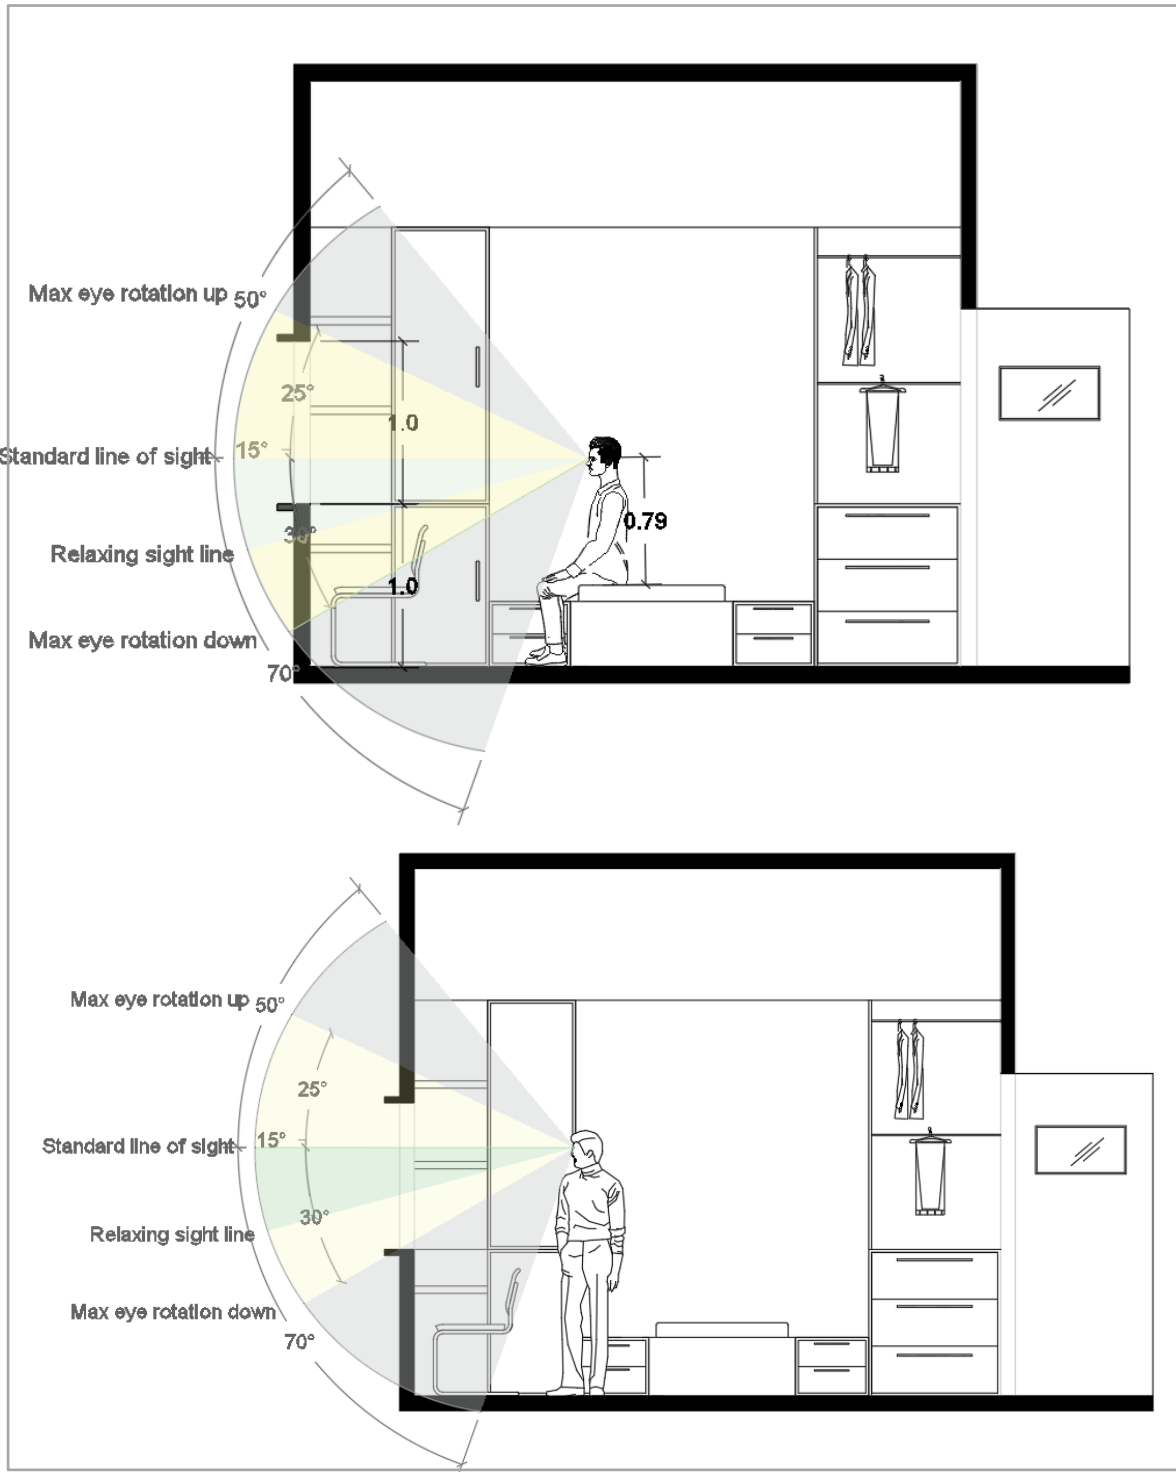 Max eye rotation up
50°
25°
1.0
Standard line of sight
15°
0.79
30°
Relaxing sight line
1.0
Max eye rotation down
70°
Max eye rotation up
50°
25°
Standard line of sight
15°
30°
Relaxing sight line
Max eye rotation down
70°